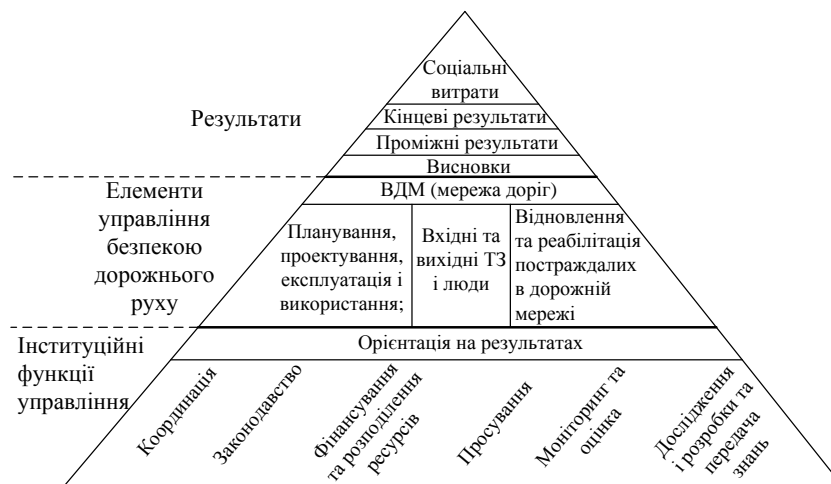 Соціальні
витрати
Результати
Кінцеві результати
Проміжні результати
Висновки
Елементи
управління
безпекою
дорожнього
руху
ВДМ (мережа доріг)
Планування,
проектування,
експлуатація і
використання;
Вхідні та
вихідні ТЗ
і люди
Відновлення
та реабілітація
постраждалих
в дорожній
мережі
Інституційні
функції
управління
Орієнтація на результатах
Координація
Законодавство
Фінансування
та розподілення
ресурсів
Просування
Моніторинг та
оцінка
Дослідження
і розробки та
передача
знань